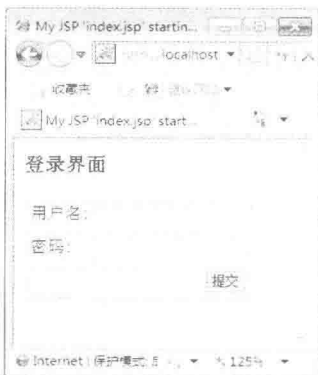 My JSP 'index.jsp' startin...
localhost
收藏夹
My JSP 'index.jsp' start...
登录界面
用户名:
密码:
提交
Internet | 保护模式:
125%